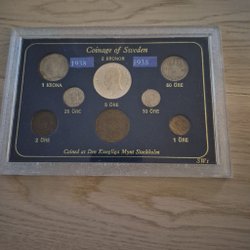 Coinage of Sweden
2 KRONOR
1938 1935
1 KRONA 50 ÖRE
25 ÖRE 10 ÖRE
5 ÖRE
2 ÖRE 1 ÖRE
Coined at Den Kungliga Mynt Stockholm